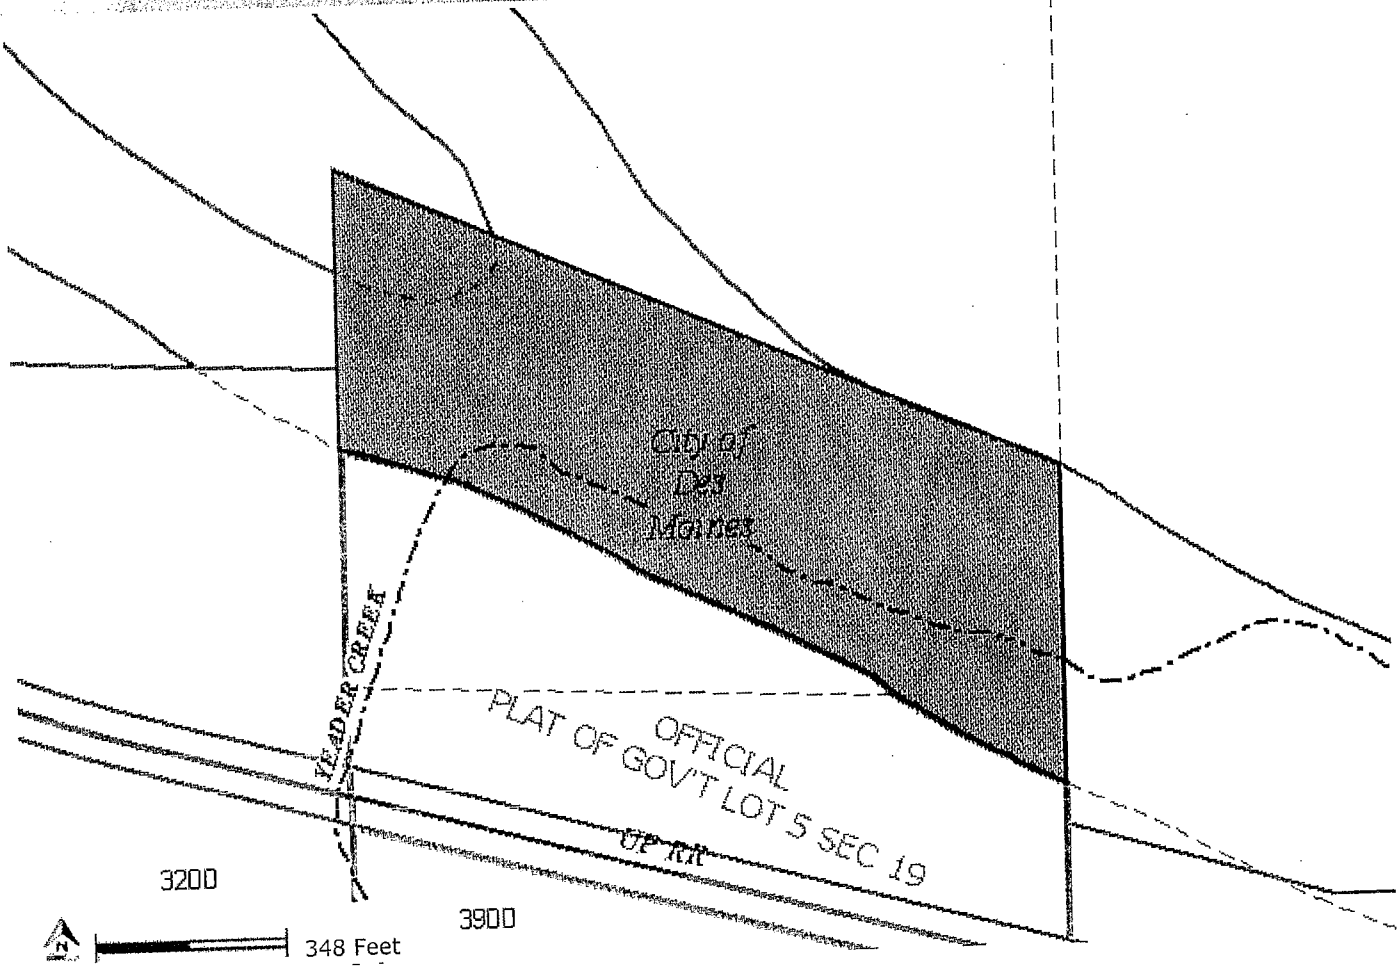 City of
Des
Moines
YEADER CREEK
OFFICIAL
PLAT OF GOV'T LOT 5 SEC 19
UP RR
3200
3900
N
348 Feet